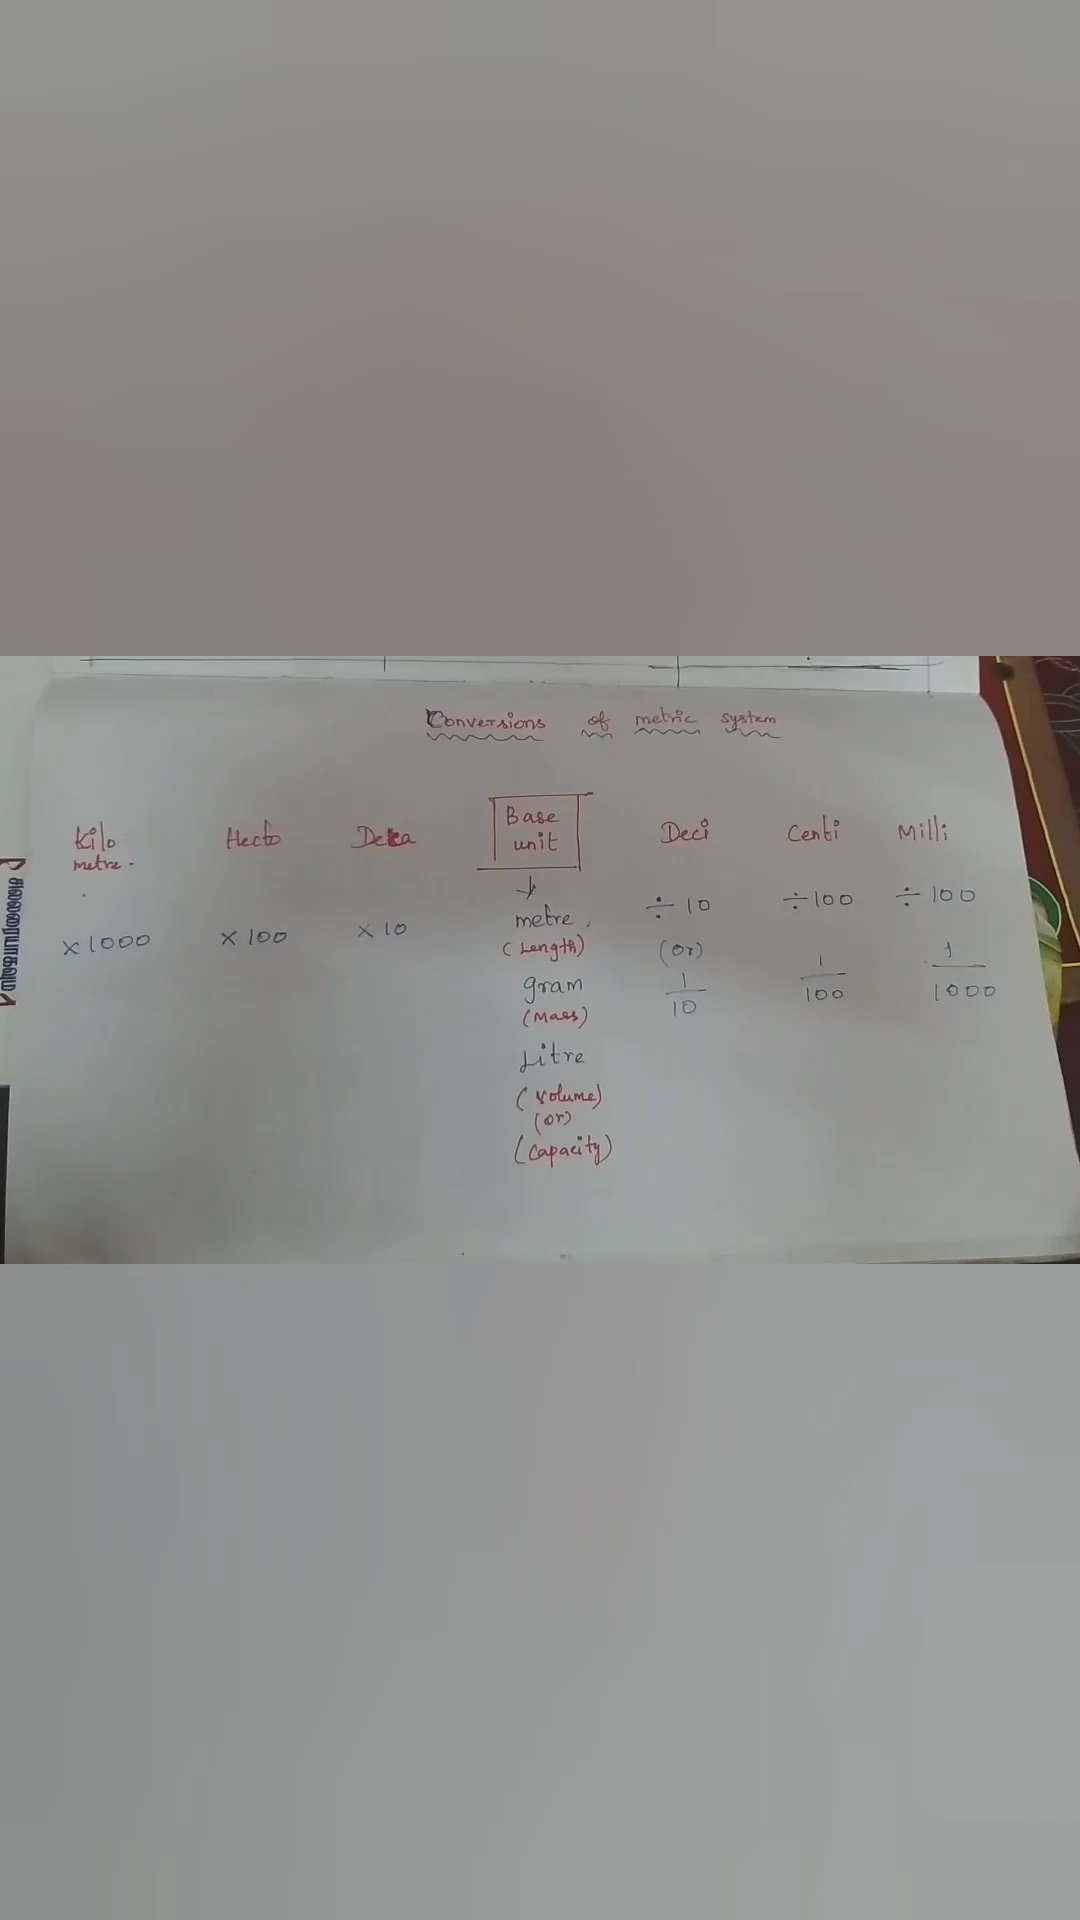 Conversions of metric system
Kilo Hecto Deka Base unit Deci Centi Milli
metre.
× 1000 × 100 × 10 metre. ÷ 10 ÷ 100 ÷ 100
(Length) (or) 1/100 1/1000
gram 1/10
(Mass)
Litre
(volume)
(or)
(capacity)